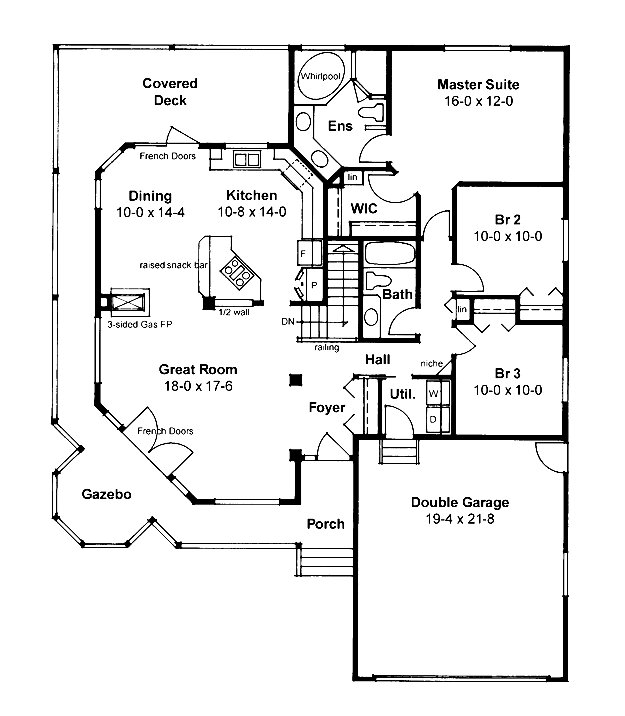 Covered
Deck
Whirlpool
Ens
Master Suite
16-0 x 12-0
French Doors
Dining
10-0 x 14-4
Kitchen
10-8 x 14-0
lin
WIC
Br 2
10-0 x 10-0
raised snack bar
F
P
Bath
lin
3-sided Gas FP
1/2 wall
DN
railing
Great Room
18-0 x 17-6
Hall
niche
Br 3
10-0 x 10-0
Foyer
Util.
W
D
French Doors
Gazebo
Porch
Double Garage
19-4 x 21-8